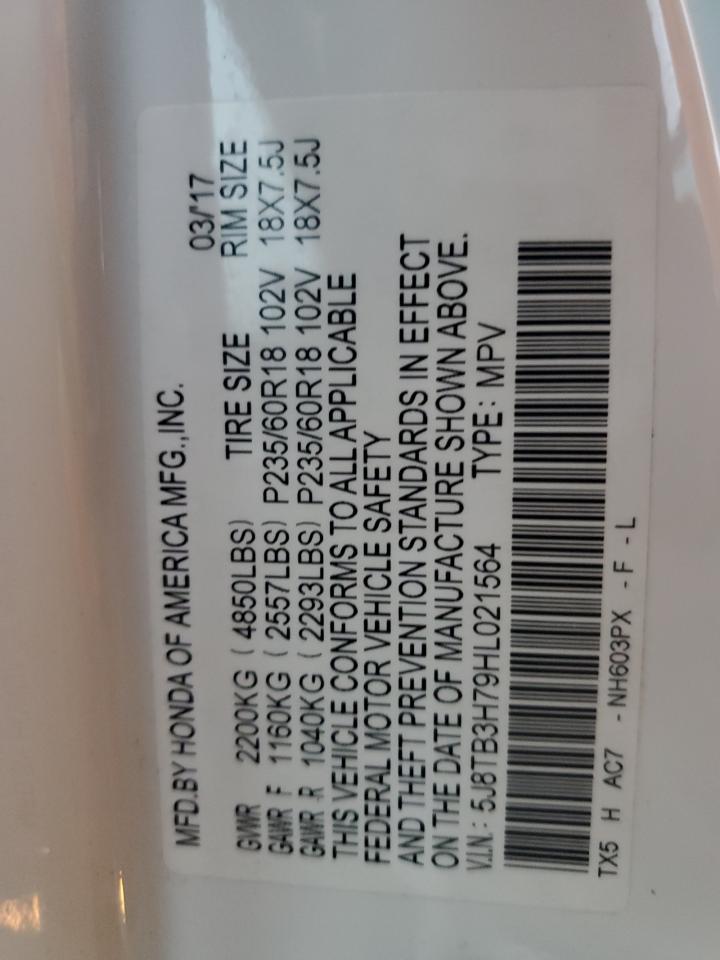 MFD.BY HONDA OF AMERICA MFG.,INC. 03/'17
GVWR 2200KG ( 4850LBS) TIRE SIZE RIM SIZE
GAWR F 1160KG ( 2557LBS) P235/60R18 102V 18X7.5J
GAWR R 1040KG ( 2293LBS) P235/60R18 102V 18X7.5J
THIS VEHICLE CONFORMS TO ALL APPLICABLE
FEDERAL MOTOR VEHICLE SAFETY
AND THEFT PREVENTION STANDARDS IN EFFECT
ON THE DATE OF MANUFACTURE SHOWN ABOVE.
V.I.N.: 5J8TB3H79HL021564 TYPE: MPV
TX5 H AC7 - NH603PX - F - L